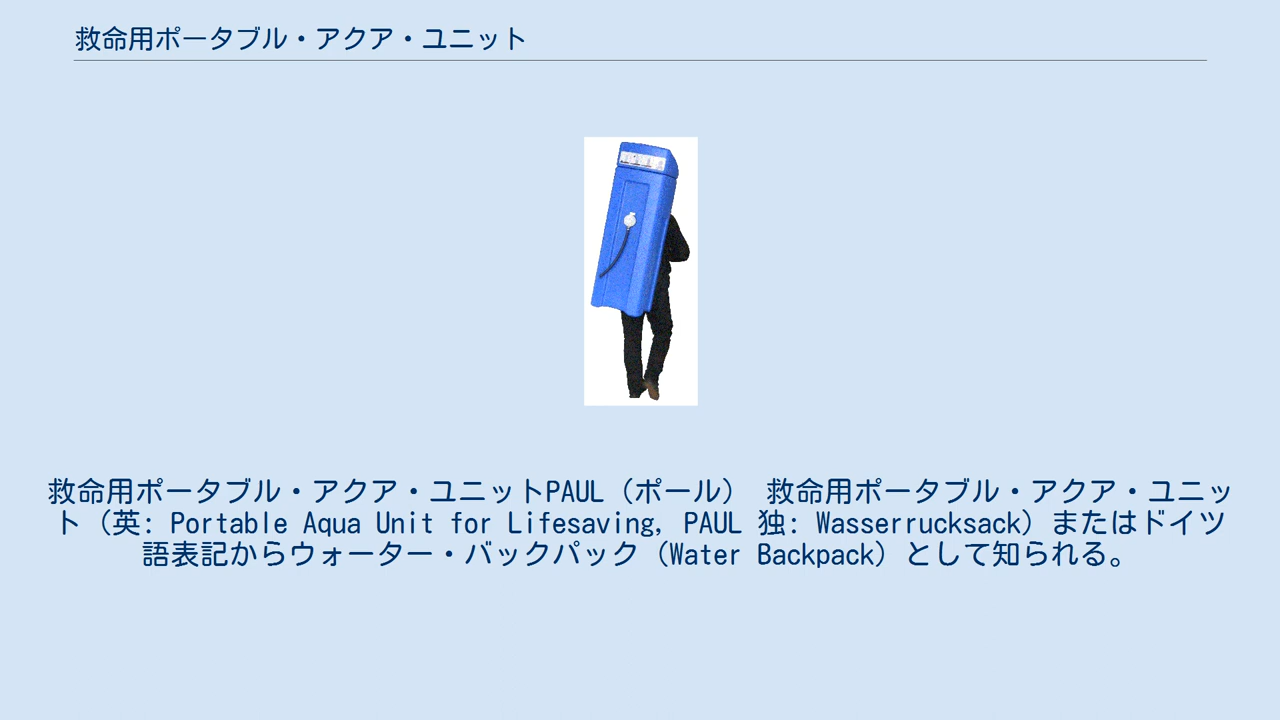 救命用ポータブル・アクア・ユニット
救命用ポータブル・アクア・ユニットPAUL（ポール） 救命用ポータブル・アクア・ユニッ
ト（英: Portable Aqua Unit for Lifesaving, PAUL 独: Wasserrucksack）またはドイツ
語表記からウォーター・バックパック（Water Backpack）として知られる。